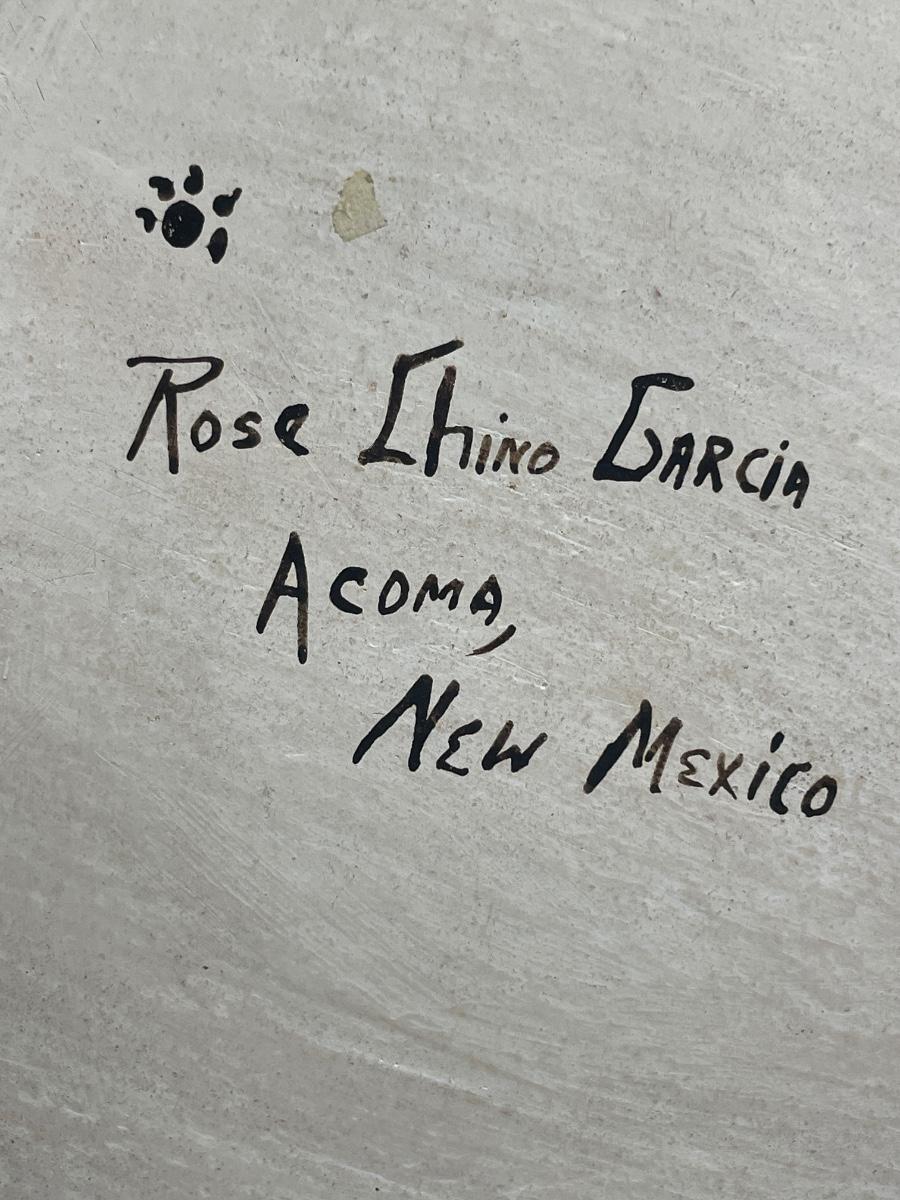 Rose Chino Garcia
Acoma,
New Mexico